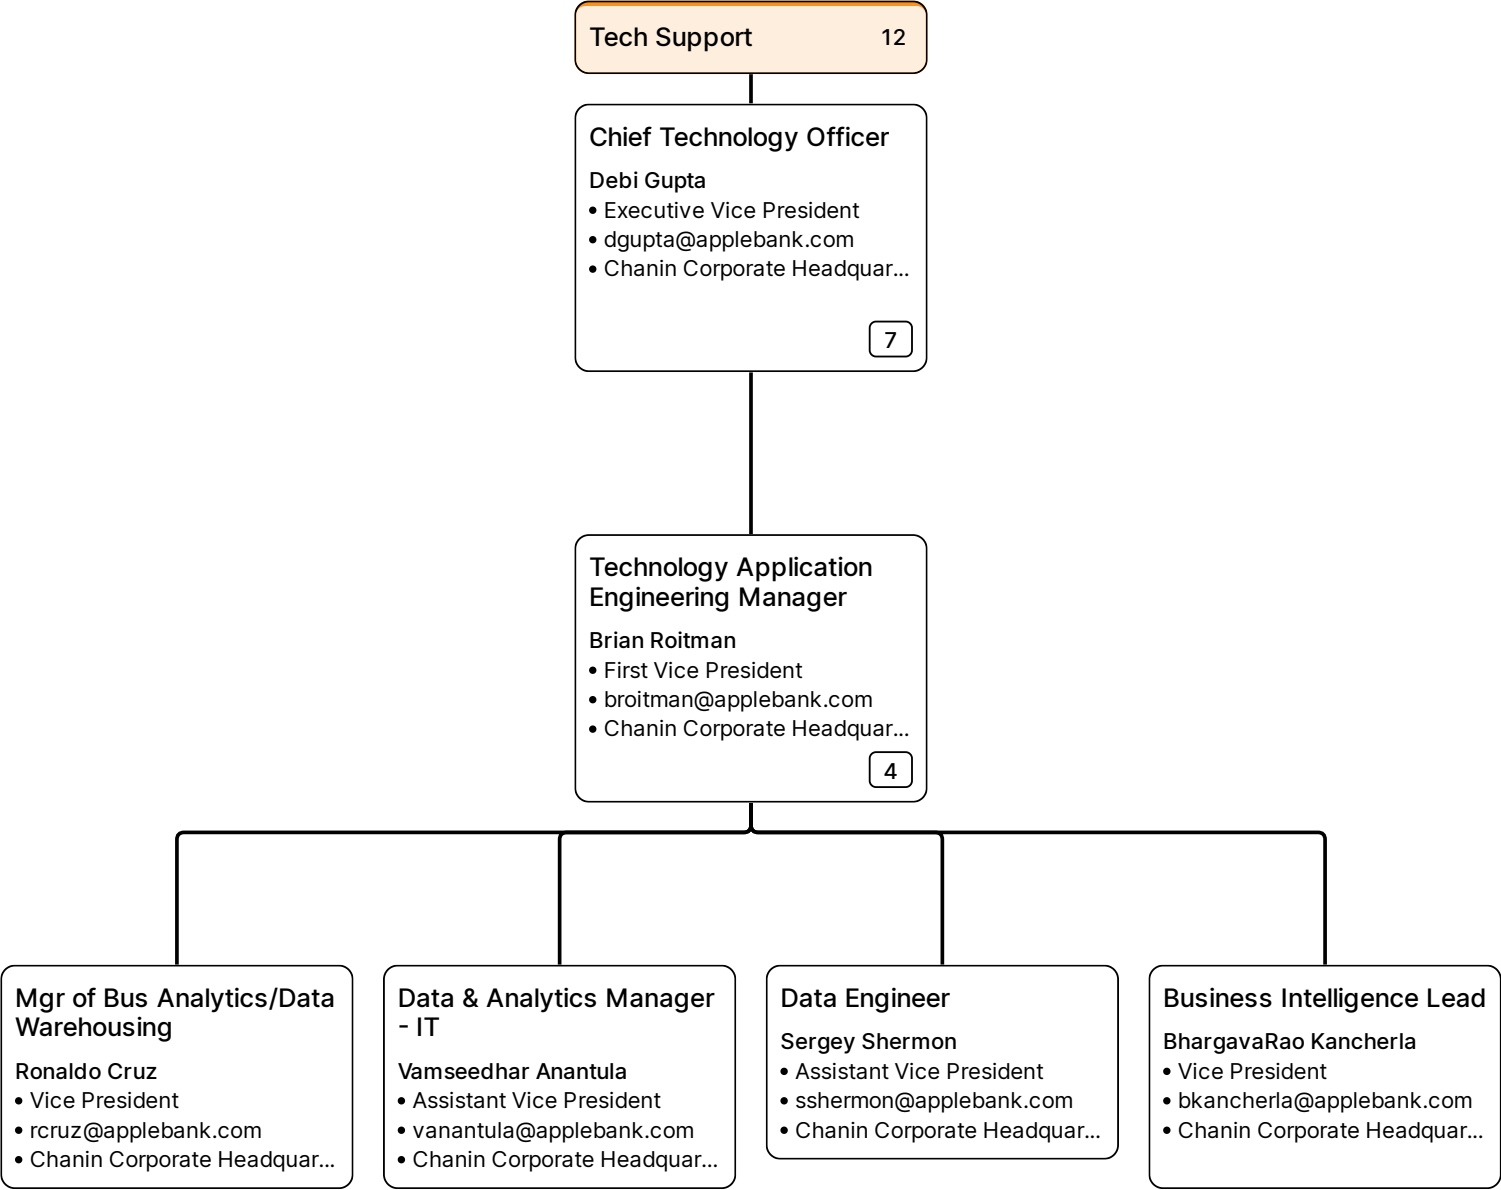 Tech Support 12
Chief Technology Officer
Debi Gupta
• Executive Vice President
• dgupta@applebank.com
• Chanin Corporate Headquar...
7
Technology Application
Engineering Manager
Brian Roitman
• First Vice President
• broitman@applebank.com
• Chanin Corporate Headquar...
4
Mgr of Bus Analytics/Data
Warehousing
Ronaldo Cruz
• Vice President
• rcruz@applebank.com
• Chanin Corporate Headquar...
Data & Analytics Manager
- IT
Vamseedhar Anantula
• Assistant Vice President
• vanantula@applebank.com
• Chanin Corporate Headquar...
Data Engineer
Sergey Shermon
• Assistant Vice President
• sshermon@applebank.com
• Chanin Corporate Headquar...
Business Intelligence Lead
BhargavaRao Kancherla
• Vice President
• bkancherla@applebank.com
• Chanin Corporate Headquar...